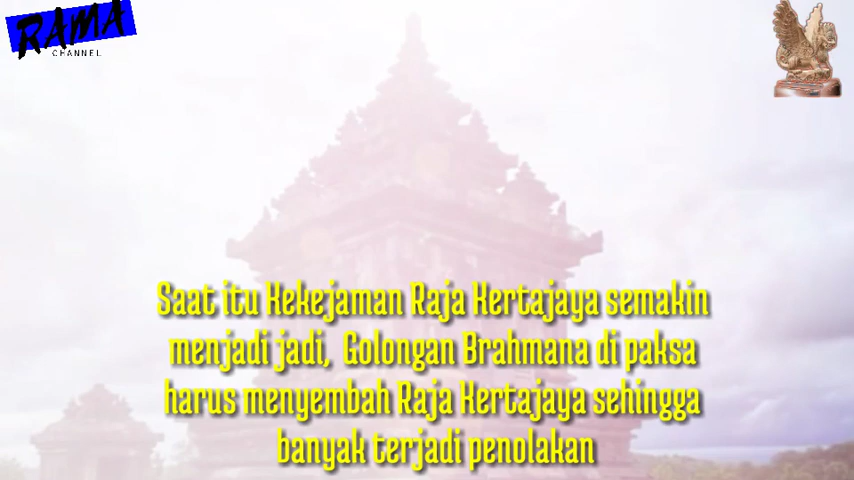 RAMA
CHANNEL
Saat itu Kekejaman Raja Kertajaya semakin
menjadi jadi, Golongan Brahmana di paksa
harus menyembah Raja Kertajaya sehingga
banyak terjadi penolakan